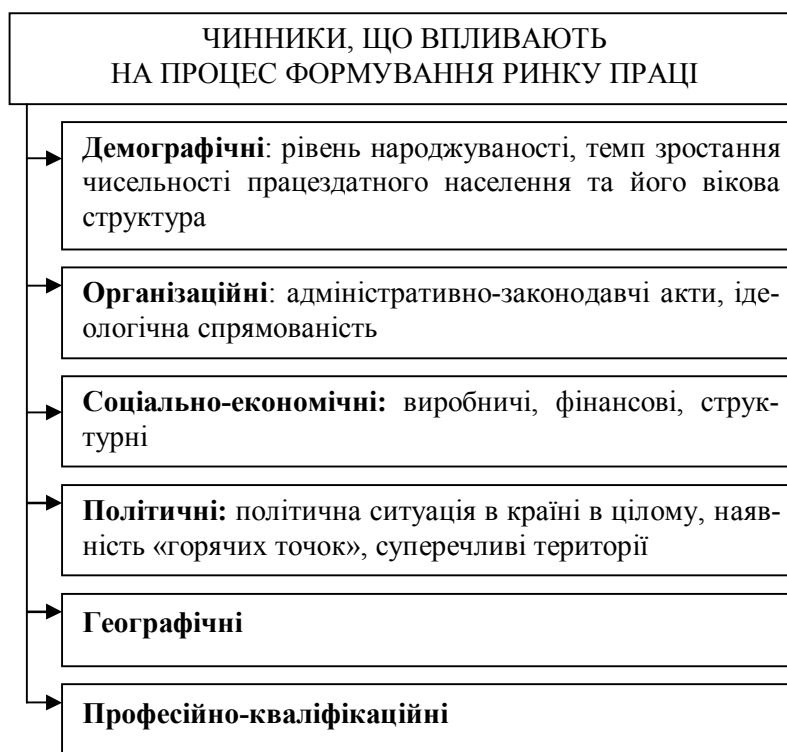 ЧИННИКИ, ЩО ВПЛИВАЮТЬ
НА ПРОЦЕС ФОРМУВАННЯ РИНКУ ПРАЦІ
Демографічні: рівень народжуваності, темп зростання
чисельності працездатного населення та його вікова
структура
Організаційні: адміністративно-законодавчі акти, іде-
ологічна спрямованість
Соціально-економічні: виробничі, фінансові, струк-
турні
Політичні: політична ситуація в країні в цілому, наяв-
ність «горячих точок», суперечливі території
Географічні
Професійно-кваліфікаційні